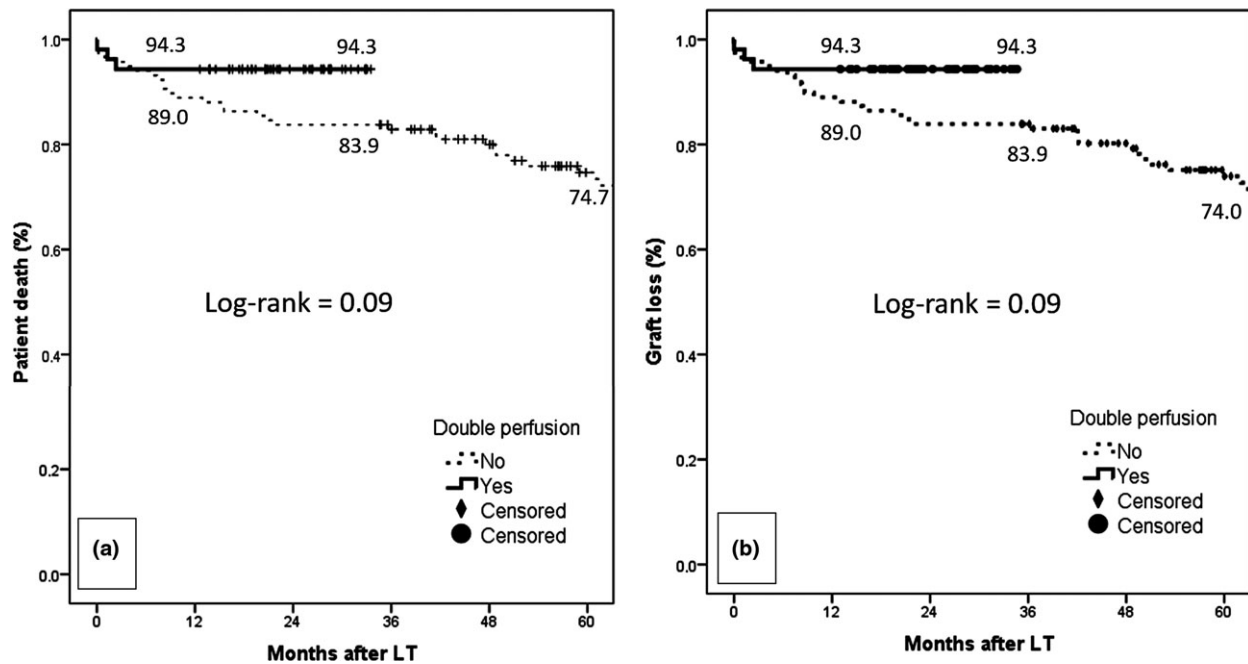 1.0
0.8
0.6
0.4
0.2
0.0
Patient death (%)
94.3 94.3
89.0
83.9
74.7
Log-rank = 0.09
Double perfusion
No
Yes
Censored
Censored
(a)
0 12 24 36 48 60
Months after LT
1.0
0.8
0.6
0.4
0.2
0.0
Graft loss (%)
94.3 94.3
89.0
83.9
74.0
Log-rank = 0.09
Double perfusion
No
Yes
Censored
Censored
(b)
0 12 24 36 48 60
Months after LT